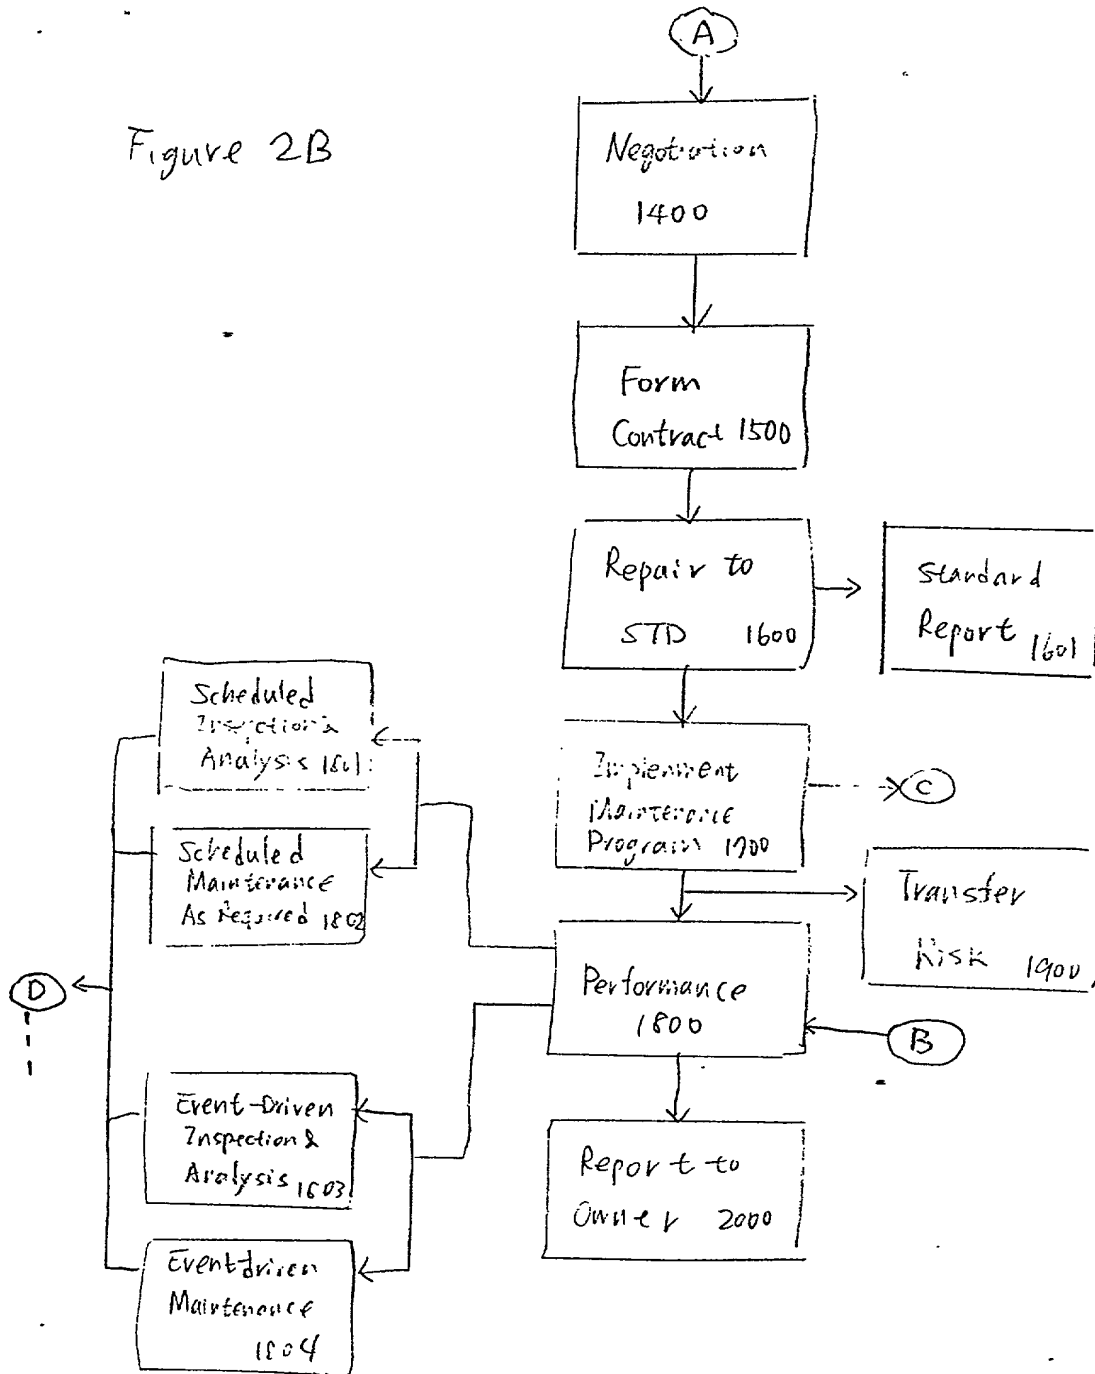 A
Figure 2B
Negotiation
1400
Form
Contract 1500
Repair to
STD 1600
Standard
Report 1601
Scheduled
Inspection &
Analysis 1801
Implement
Maintenance
Program 1700
C
Scheduled
Maintenance
As Required 1802
Transfer
Risk 1900
Performance
1800
D
B
Event-Driven
Inspection &
Analysis 1803
Report to
Owner 2000
Event driven
Maintenance
1804